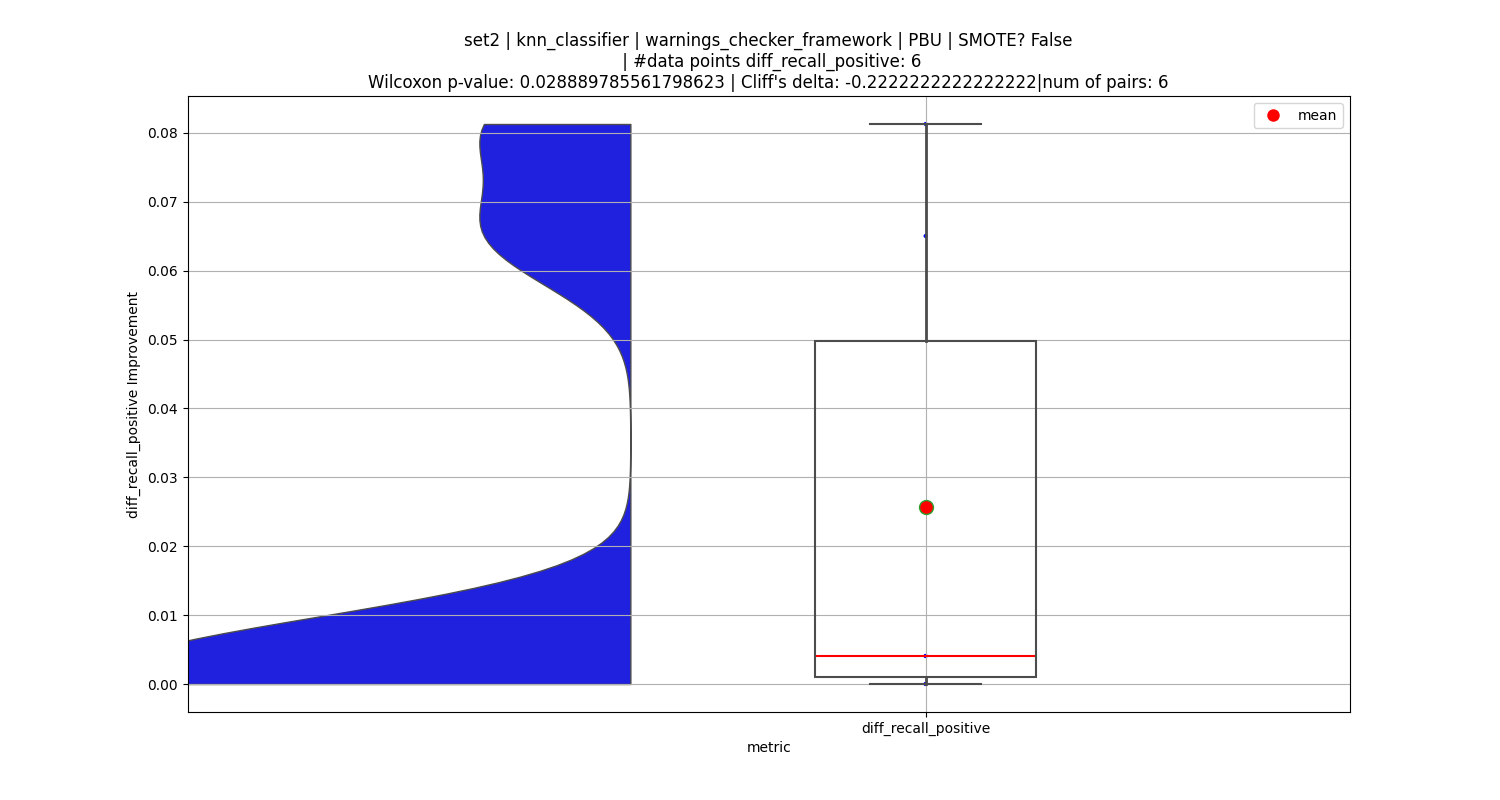 set2 | knn_classifier | warnings_checker_framework | PBU | SMOTE? False
| #data points diff_recall_positive: 6
Wilcoxon p-value: 0.028889785561798623 | Cliff's delta: -0.2222222222222222|num of pairs: 6
mean
0.08
0.07
0.06
0.05
0.04
0.03
0.02
0.01
0.00
diff_recall_positive Improvement
diff_recall_positive
metric